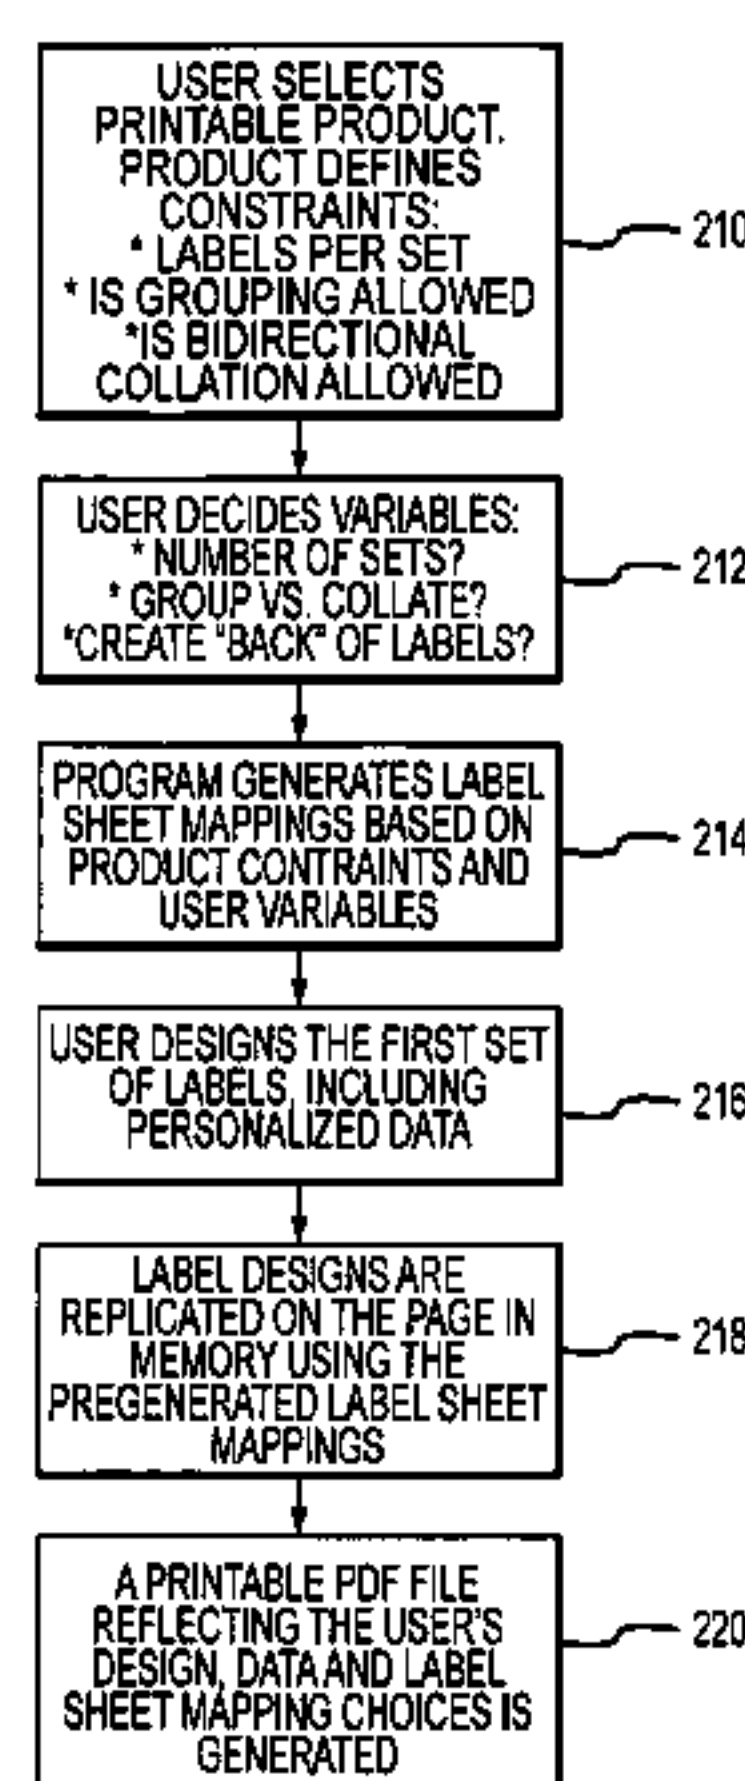 USER SELECTS
PRINTABLE PRODUCT.
PRODUCT DEFINES
CONSTRAINTS:
* LABELS PER SET
* IS GROUPING ALLOWED
*IS BIDIRECTIONAL
COLLATION ALLOWED
210
USER DECIDES VARIABLES:
* NUMBER OF SETS?
* GROUP VS. COLLATE?
*CREATE "BACK" OF LABELS?
212
PROGRAM GENERATES LABEL
SHEET MAPPINGS BASED ON
PRODUCT CONTRAINTS AND
USER VARIABLES
214
USER DESIGNS THE FIRST SET
OF LABELS, INCLUDING
PERSONALIZED DATA
216
LABEL DESIGNS ARE
REPLICATED ON THE PAGE IN
MEMORY USING THE
PREGENERATED LABEL SHEET
MAPPINGS
218
A PRINTABLE PDF FILE
REFLECTING THE USER'S
DESIGN, DATA AND LABEL
SHEET MAPPING CHOICES IS
GENERATED
220